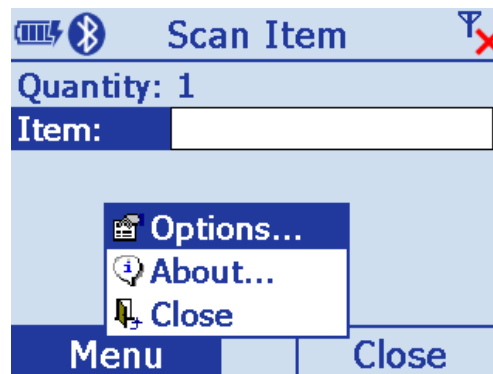 Scan Item
Quantity: 1
Item:
Options...
About...
Close
Menu Close